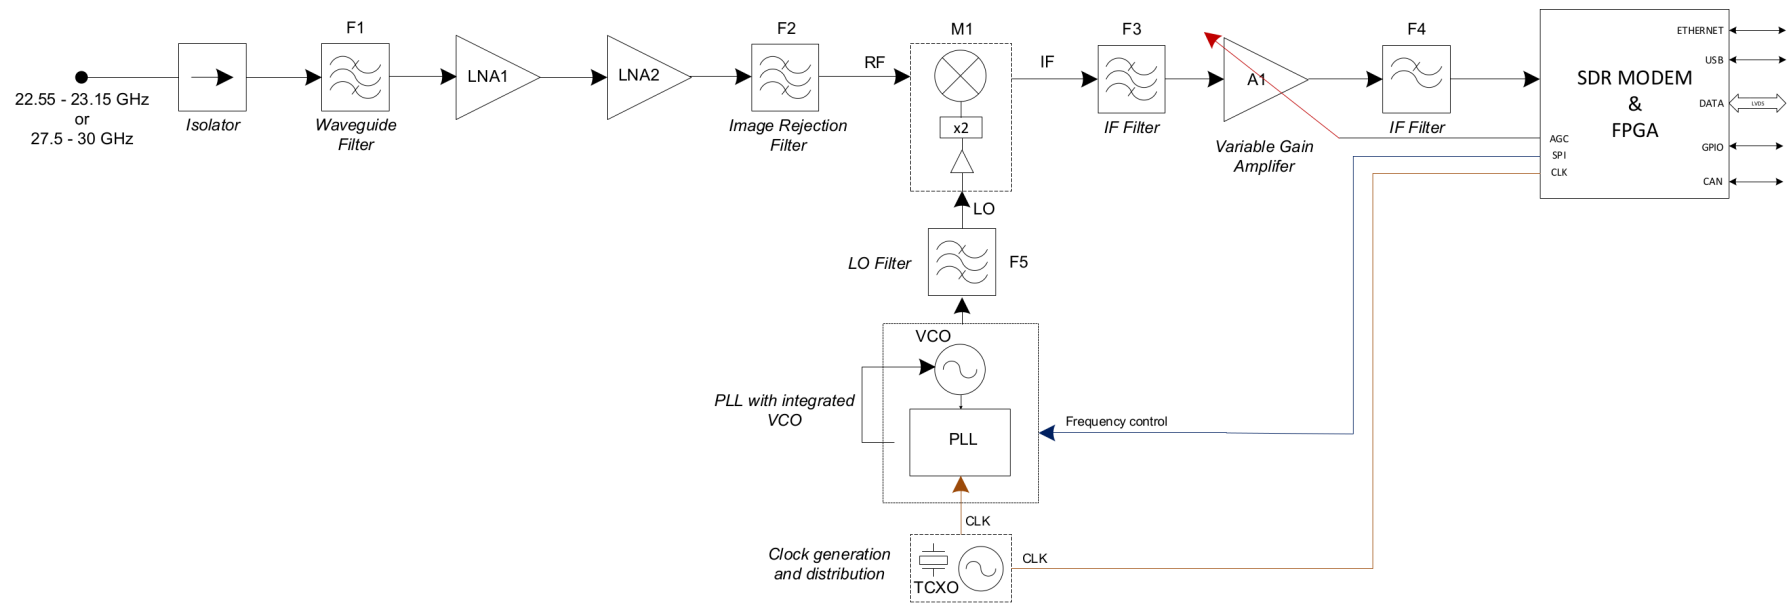 22.55 - 23.15 GHz
or
27.5 - 30 GHz
Isolator
F1
Waveguide
Filter
LNA1
LNA2
F2
Image Rejection
Filter
RF
M1
x2
LO
IF
F3
IF Filter
A1
Variable Gain
Amplifer
F4
IF Filter
SDR MODEM
&
FPGA
AGC
SPI
CLK
ETHERNET
USB
DATA
LVDS
GPIO
CAN
LO Filter
F5
VCO
PLL with integrated
VCO
PLL
Frequency control
CLK
Clock generation
and distribution
TCXO
CLK